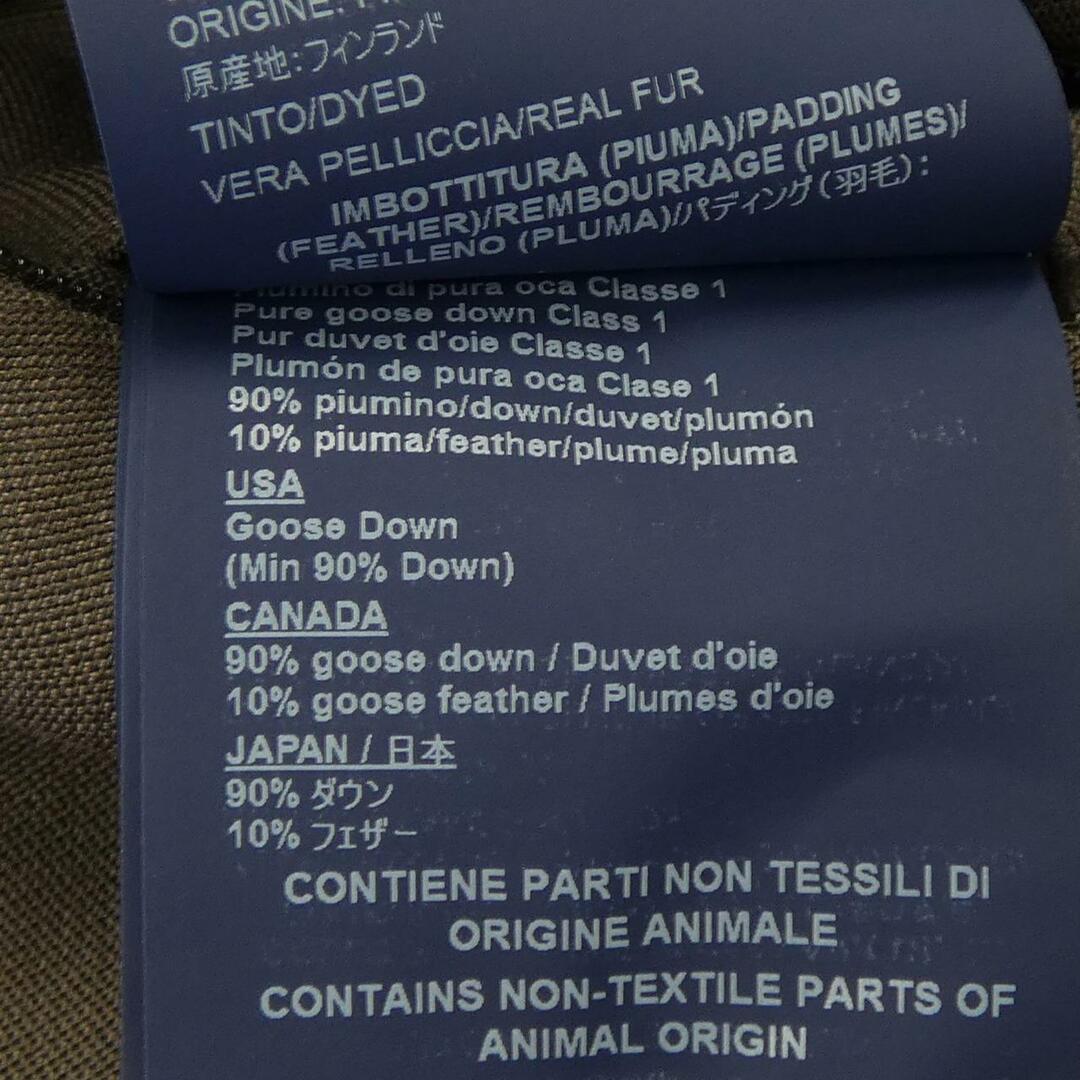 ORIGINE:
原産地:フィンランド
TINTO/DYED
VERA PELLICCIA/REAL FUR
IMBOTTITURA (PIUMA)/PADDING
(FEATHER)/REMBOURRAGE (PLUMES)/
RELLENO (PLUMA)/パディング(羽毛):
Piumino di pura oca Classe 1
Pure goose down Class 1
Pur duvet d'oie Classe 1
Plumón de pura oca Clase 1
90% piumino/down/duvet/plumón
10% piuma/feather/plume/pluma
USA
Goose Down
(Min 90% Down)
CANADA
90% goose down / Duvet d'oie
10% goose feather / Plumes d'oie
JAPAN / 日本
90% ダウン
10% フェザー
CONTIENE PARTI NON TESSILI DI
ORIGINE ANIMALE
CONTAINS NON-TEXTILE PARTS OF
ANIMAL ORIGIN